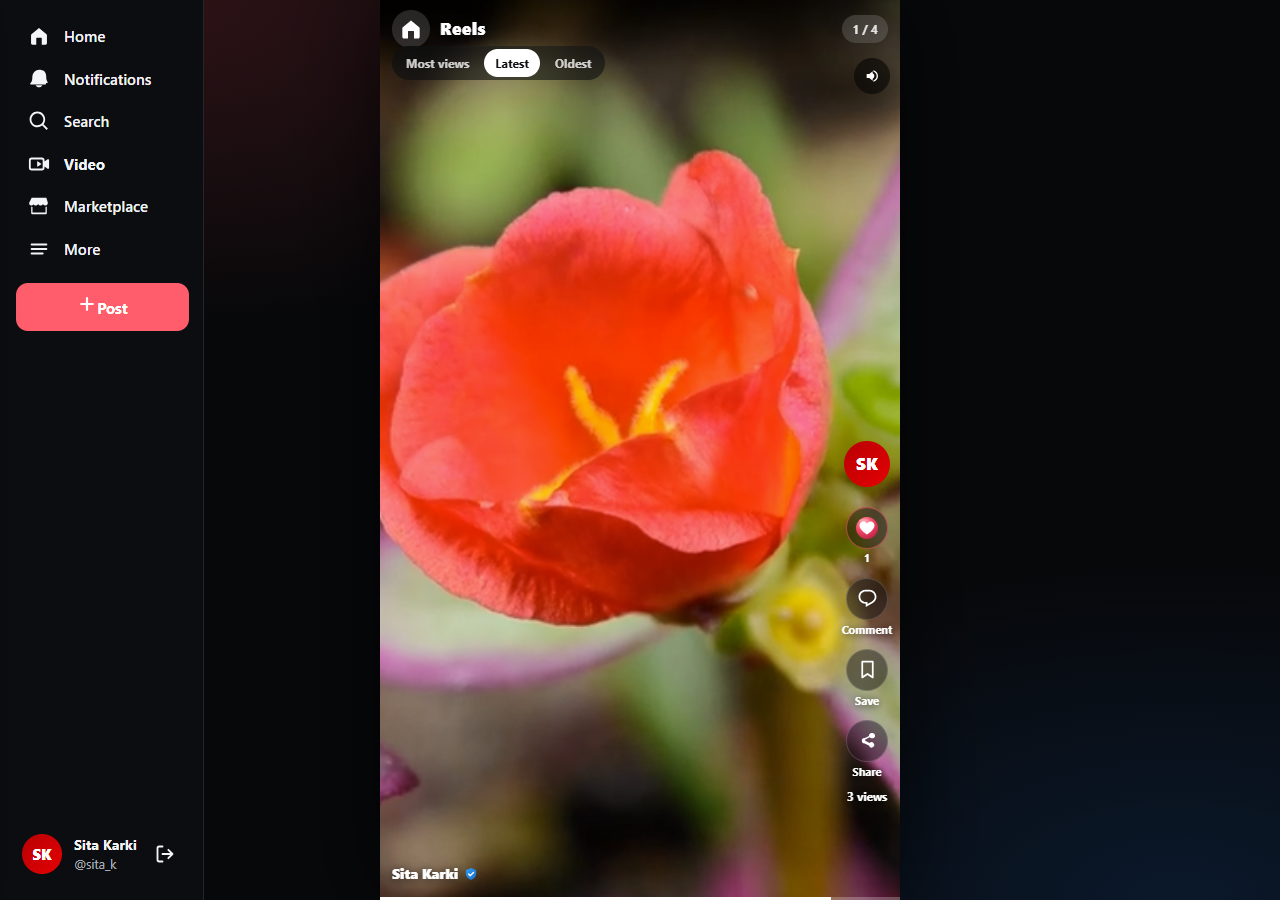 Home
Notifications
Search
Video
Marketplace
More
+ Post
SK
Sita Karki
@sita_k
Reels
1 / 4
Most views
Latest
Oldest
SK
1
Comment
Save
Share
3 views
Sita Karki